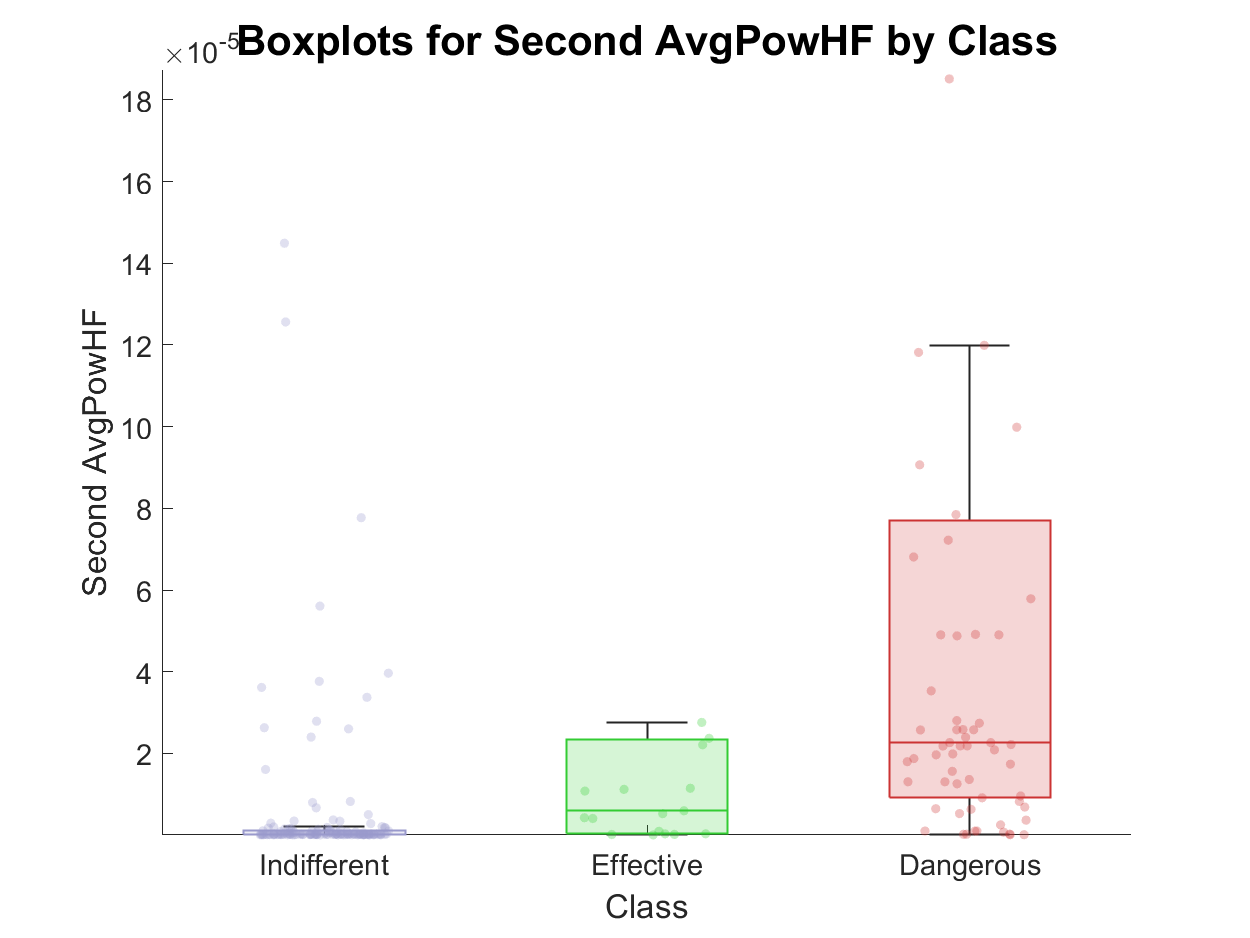 ×10-5
Boxplots for Second AvgPowHF by Class
18
16
14
12
10
8
6
4
2
Second AvgPowHF
Indifferent Effective Dangerous
Class